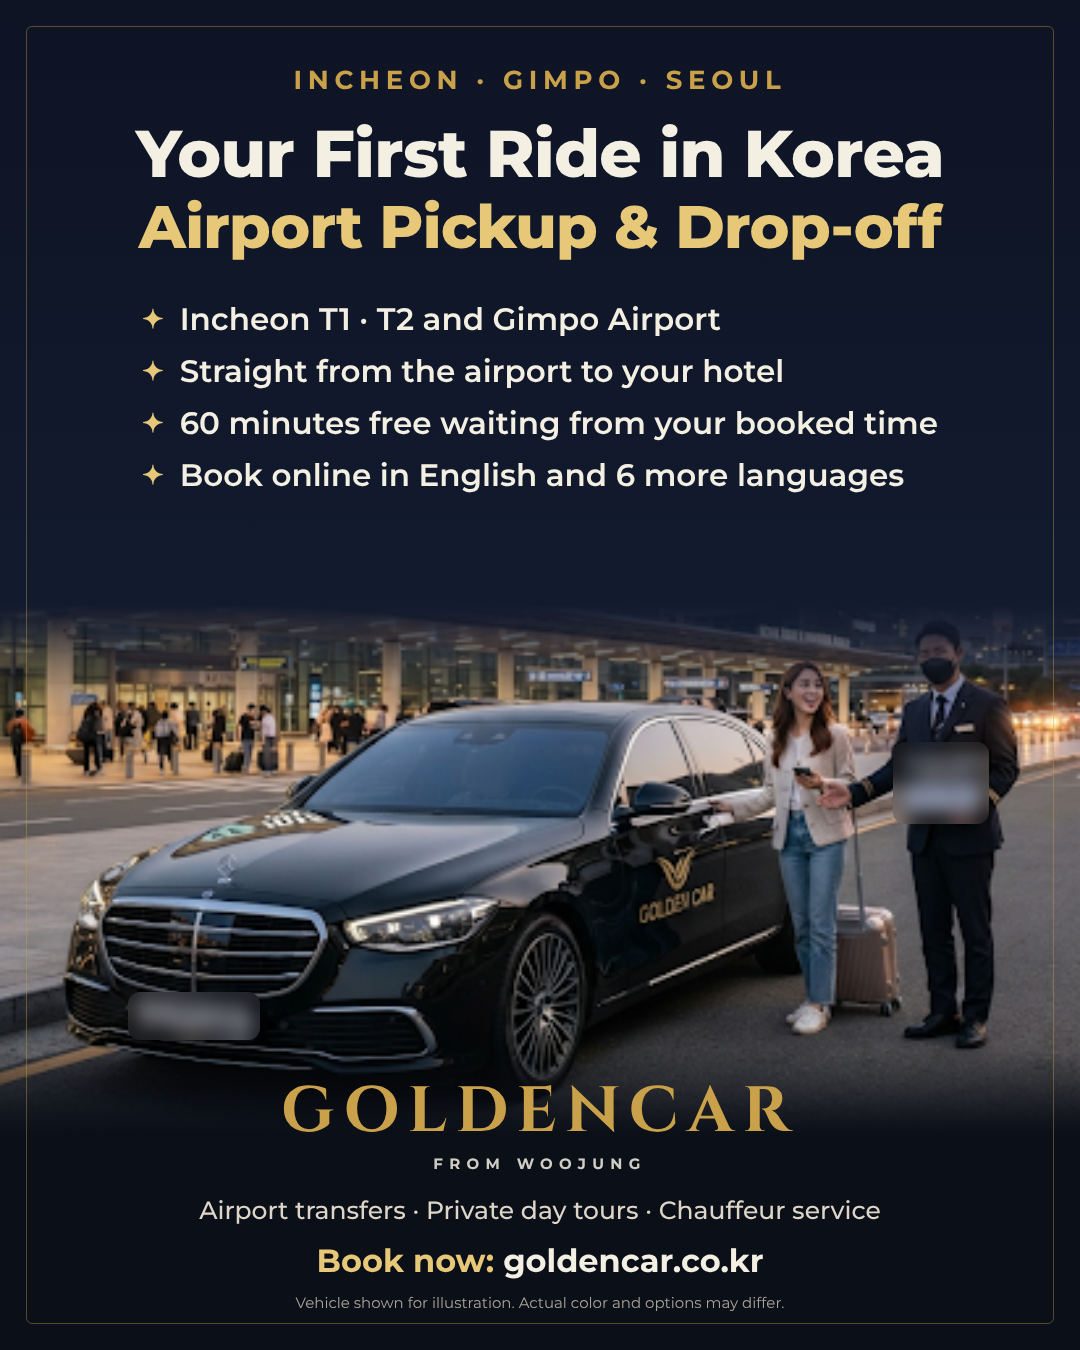 INCHEON · GIMPO · SEOUL
Your First Ride in Korea
Airport Pickup & Drop-off
✦ Incheon T1 · T2 and Gimpo Airport
✦ Straight from the airport to your hotel
✦ 60 minutes free waiting from your booked time
✦ Book online in English and 6 more languages
GOLDEN CAR
GOLDENCAR
FROM WOOJUNG
Airport transfers · Private day tours · Chauffeur service
Book now: goldencar.co.kr
Vehicle shown for illustration. Actual color and options may differ.